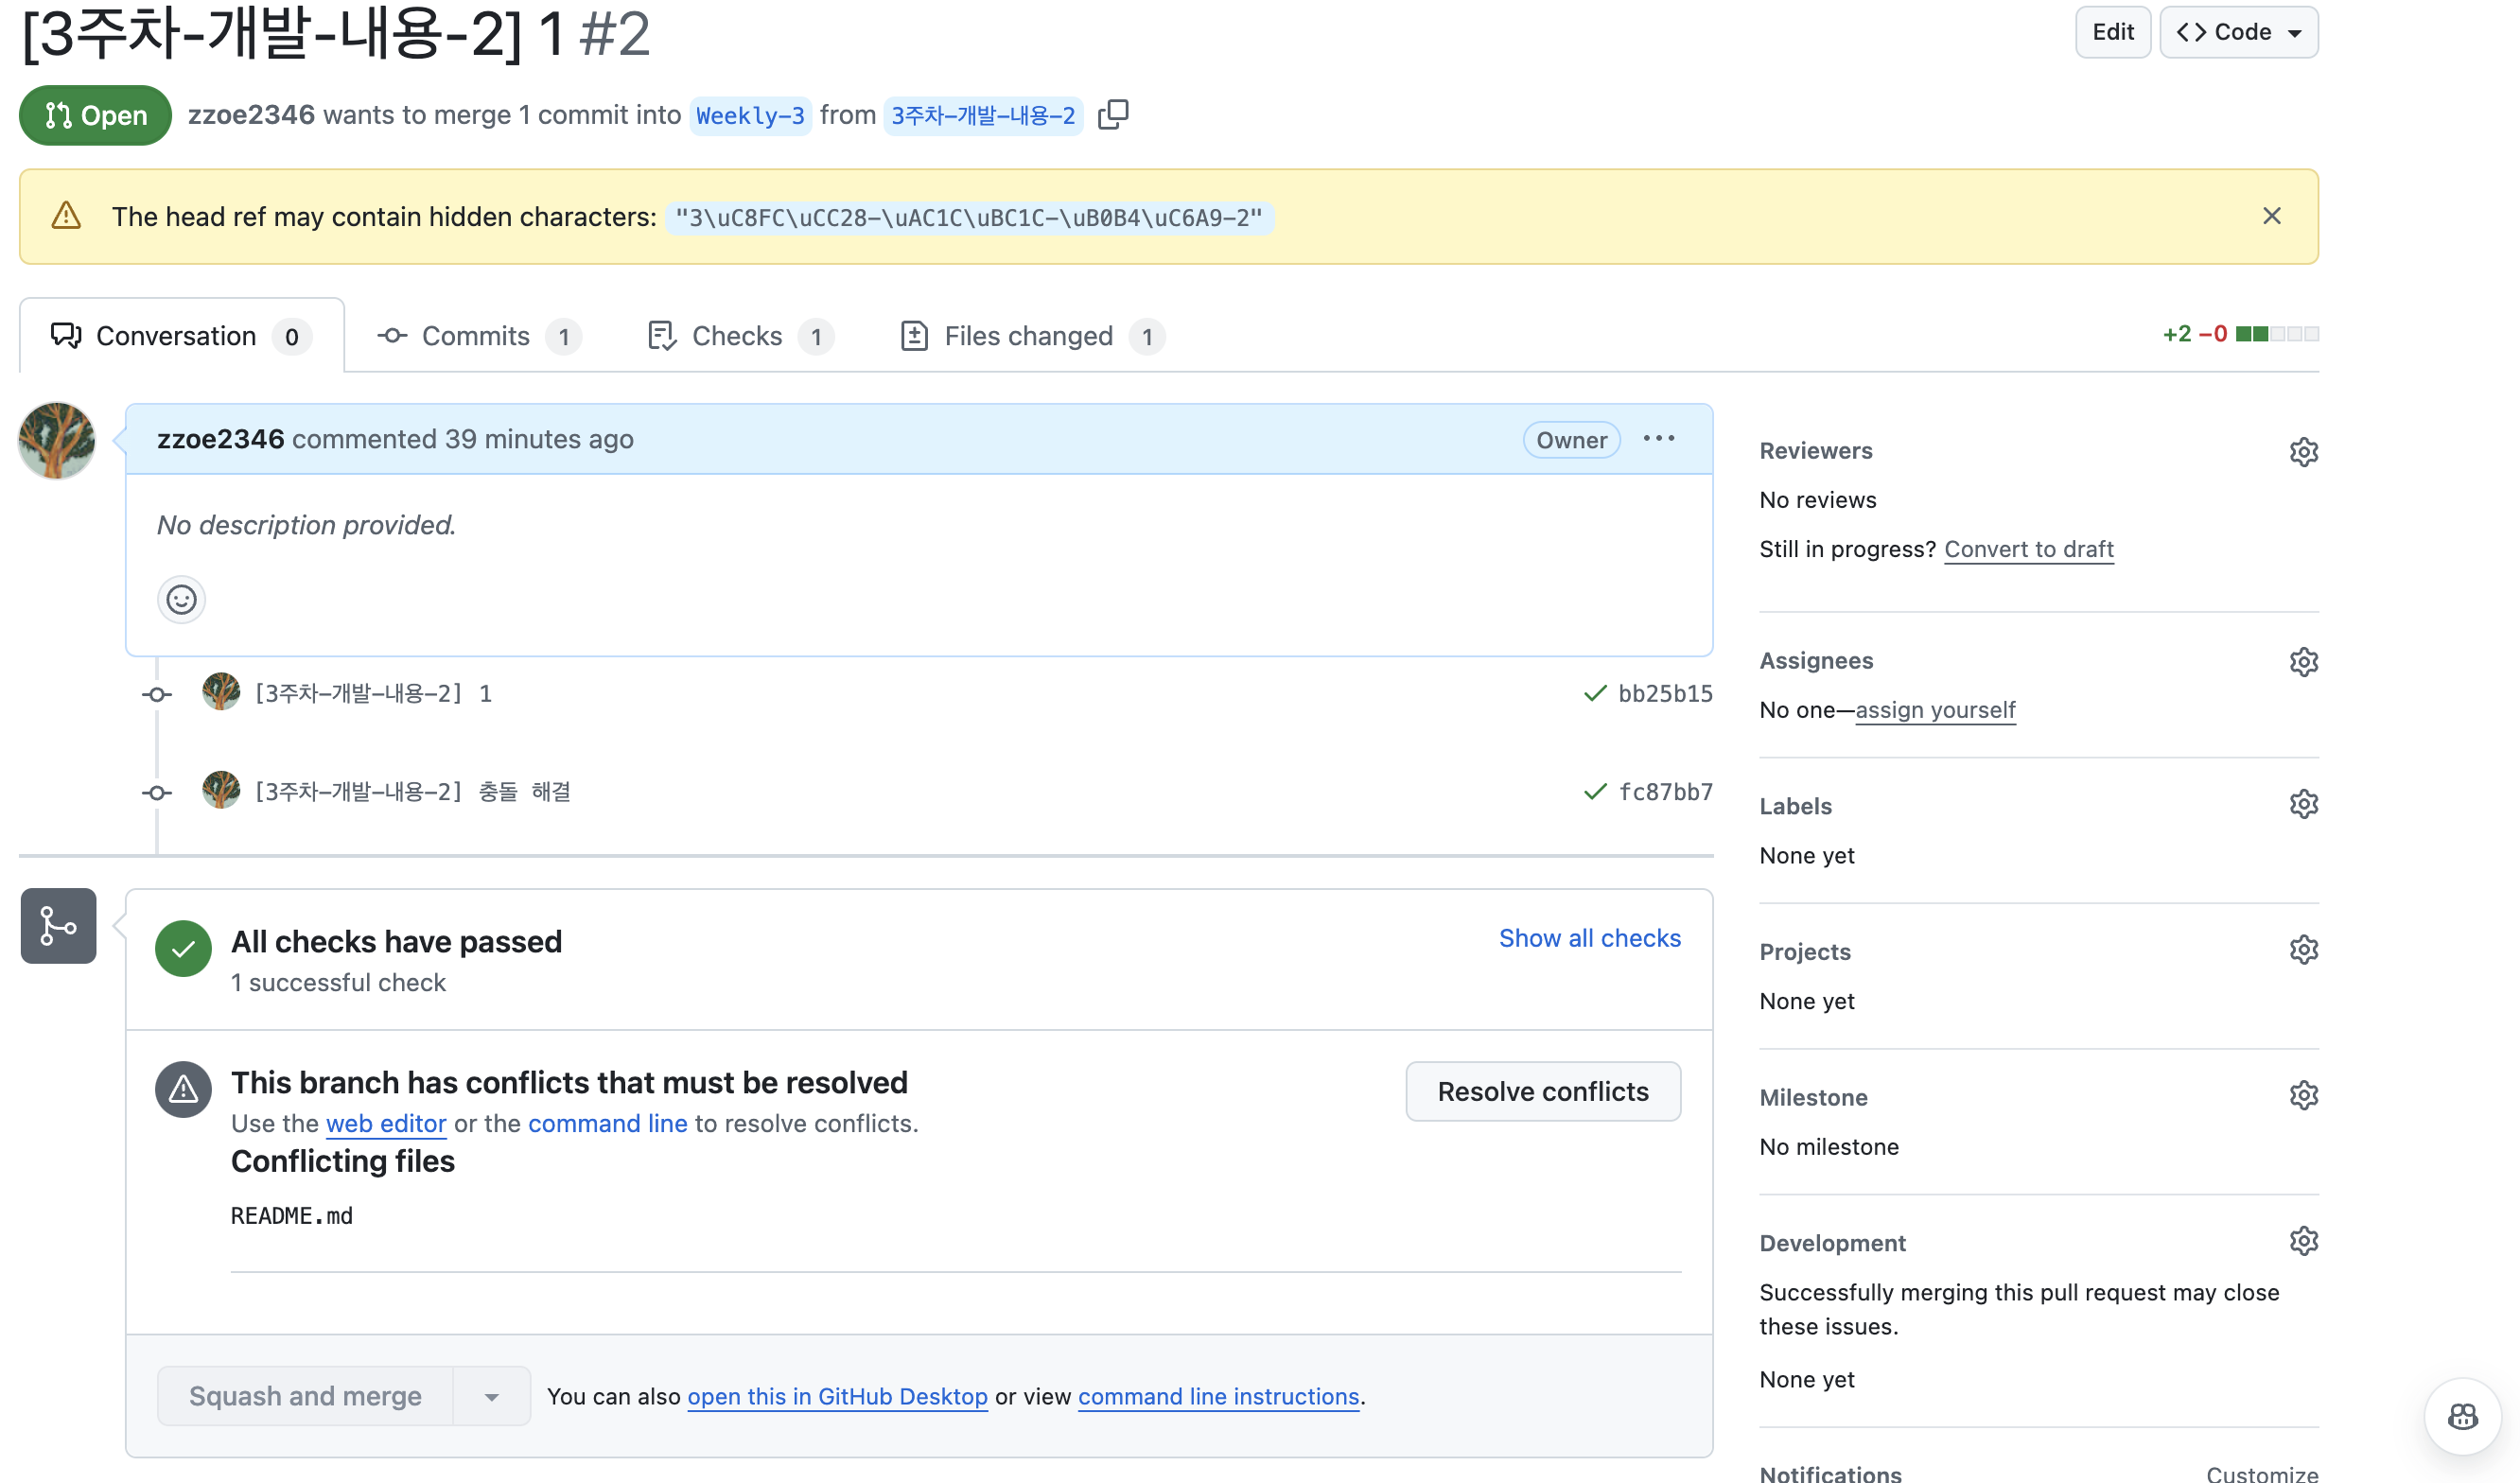 [3주차-개발-내용-2] 1 #2
Edit
<> Code
Open
zzoe2346 wants to merge 1 commit into Weekly-3 from 3주차-개발-내용-2
The head ref may contain hidden characters: "3\uC8FC\uCC28-\uAC1C\uBC1C-\uB0B4\uC6A9-2"
Conversation 0
Commits 1
Checks 1
Files changed 1
+2 −0
zzoe2346 commented 39 minutes ago
Owner
No description provided.
[3주차-개발-내용-2] 1
bb25b15
[3주차-개발-내용-2] 충돌 해결
fc87bb7
All checks have passed
1 successful check
Show all checks
This branch has conflicts that must be resolved
Use the web editor or the command line to resolve conflicts.
Resolve conflicts
Conflicting files
README.md
Squash and merge
You can also open this in GitHub Desktop or view command line instructions.
Reviewers
No reviews
Still in progress? Convert to draft
Assignees
No one—assign yourself
Labels
None yet
Projects
None yet
Milestone
No milestone
Development
Successfully merging this pull request may close
these issues.
None yet
Notifications
Customize